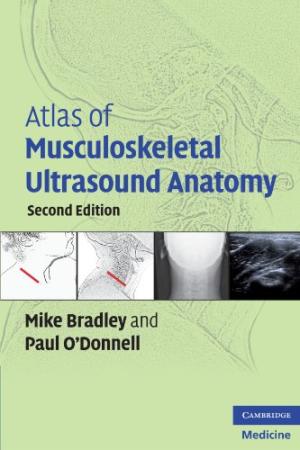 Atlas of
Musculoskeletal
Ultrasound Anatomy
Second Edition
Mike Bradley and
Paul O'Donnell
CAMBRIDGE
Medicine